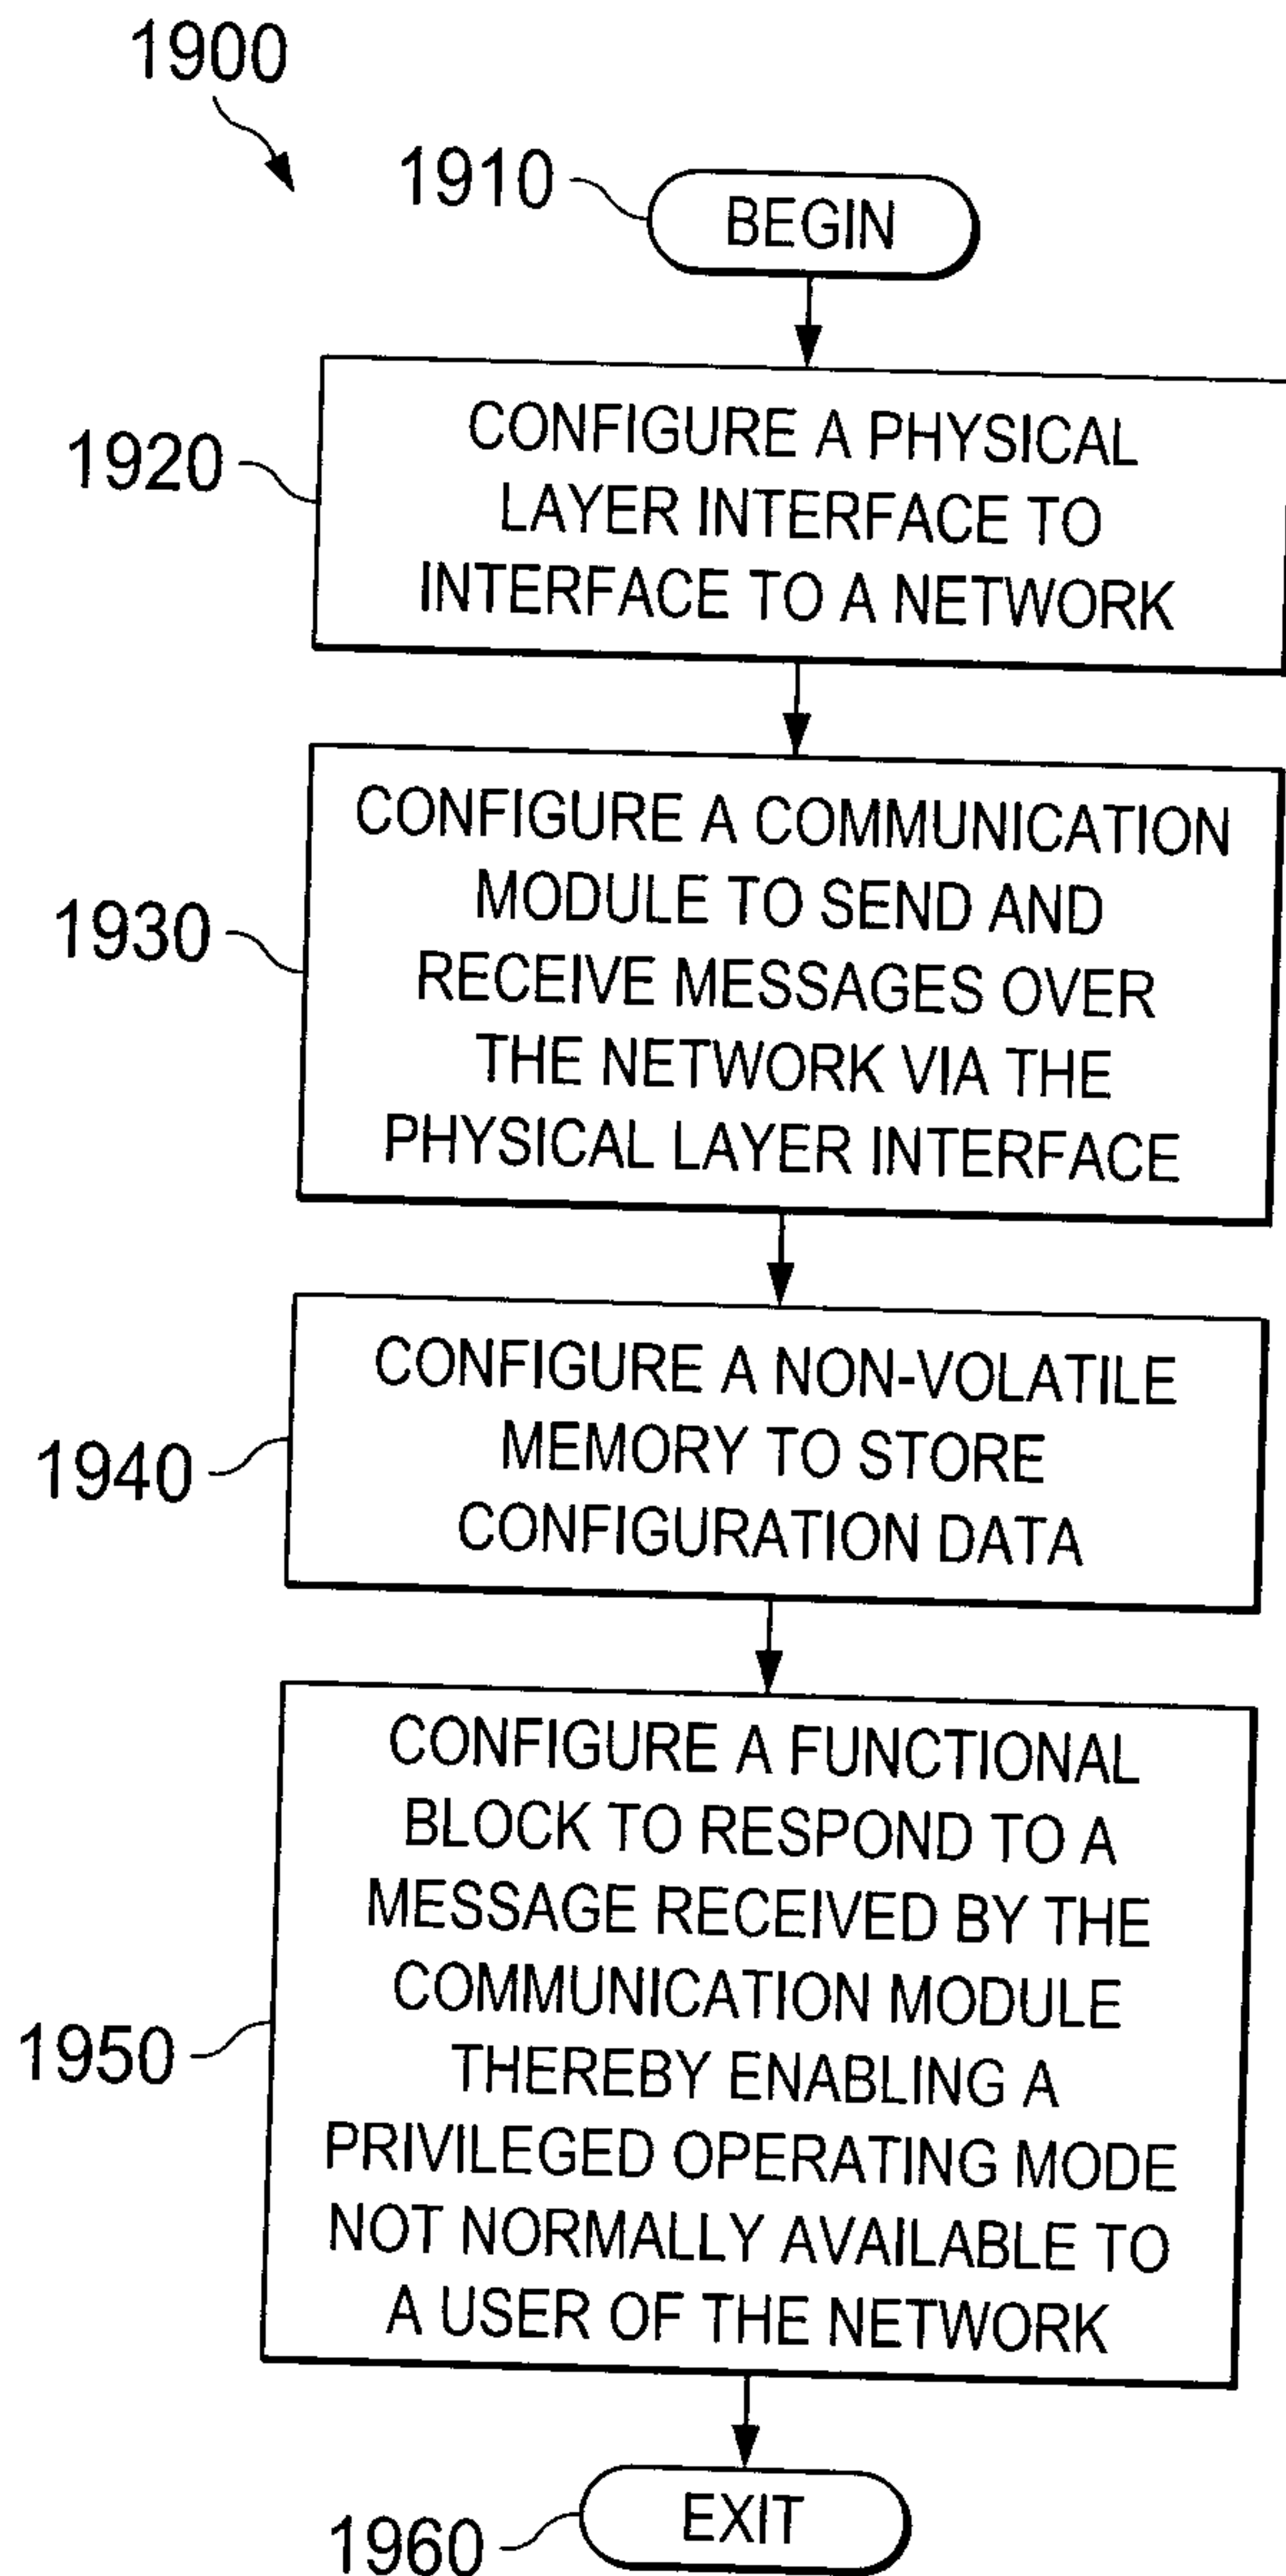 1900
1910
BEGIN
1920
CONFIGURE A PHYSICAL
LAYER INTERFACE TO
INTERFACE TO A NETWORK
1930
CONFIGURE A COMMUNICATION
MODULE TO SEND AND
RECEIVE MESSAGES OVER
THE NETWORK VIA THE
PHYSICAL LAYER INTERFACE
1940
CONFIGURE A NON-VOLATILE
MEMORY TO STORE
CONFIGURATION DATA
1950
CONFIGURE A FUNCTIONAL
BLOCK TO RESPOND TO A
MESSAGE RECEIVED BY THE
COMMUNICATION MODULE
THEREBY ENABLING A
PRIVILEGED OPERATING MODE
NOT NORMALLY AVAILABLE TO
A USER OF THE NETWORK
1960
EXIT